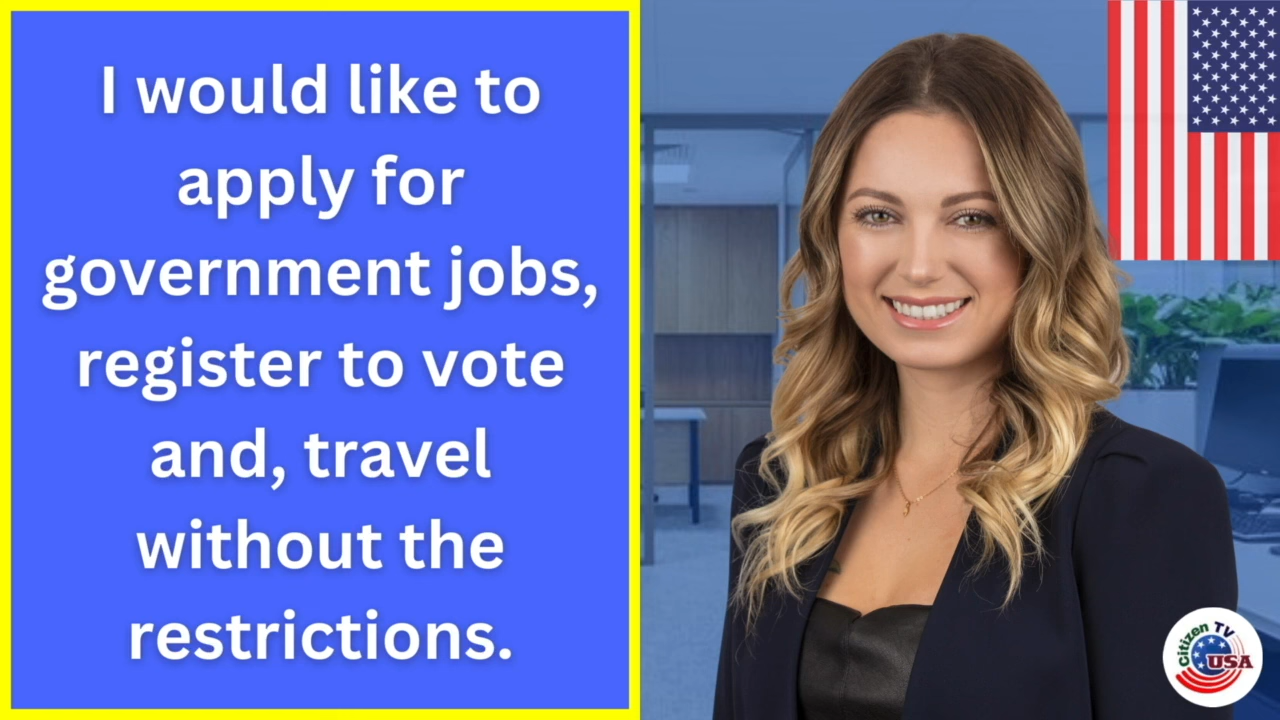 I would like to
apply for
government jobs,
register to vote
and, travel
without the
restrictions.
Citizen TV
USA